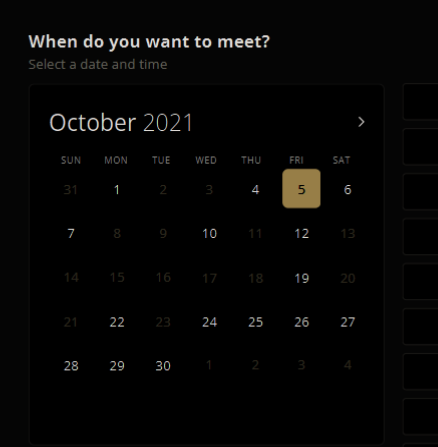 When do you want to meet?
Select a date and time
October 2021
SUN MON TUE WED THU FRI SAT
31 1 2 3 4 5 6
7 8 9 10 11 12 13
14 15 16 17 18 19 20
21 22 23 24 25 26 27
28 29 30 1 2 3 4